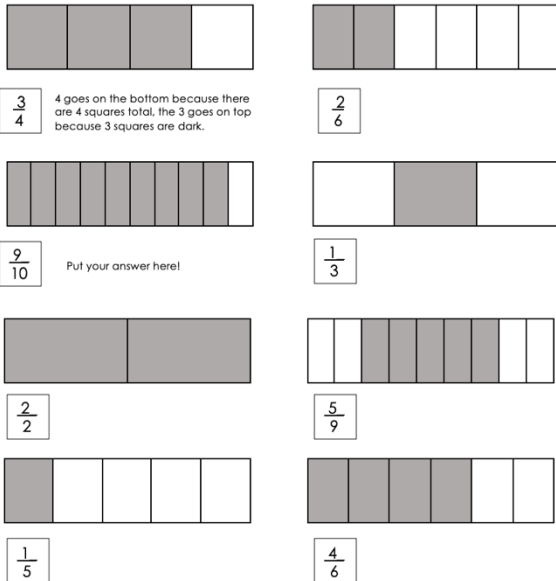 3/4
4 goes on the bottom because there
are 4 squares total, the 3 goes on top
because 3 squares are dark.
2/6
9/10
Put your answer here!
1/3
2/2
5/9
1/5
4/6